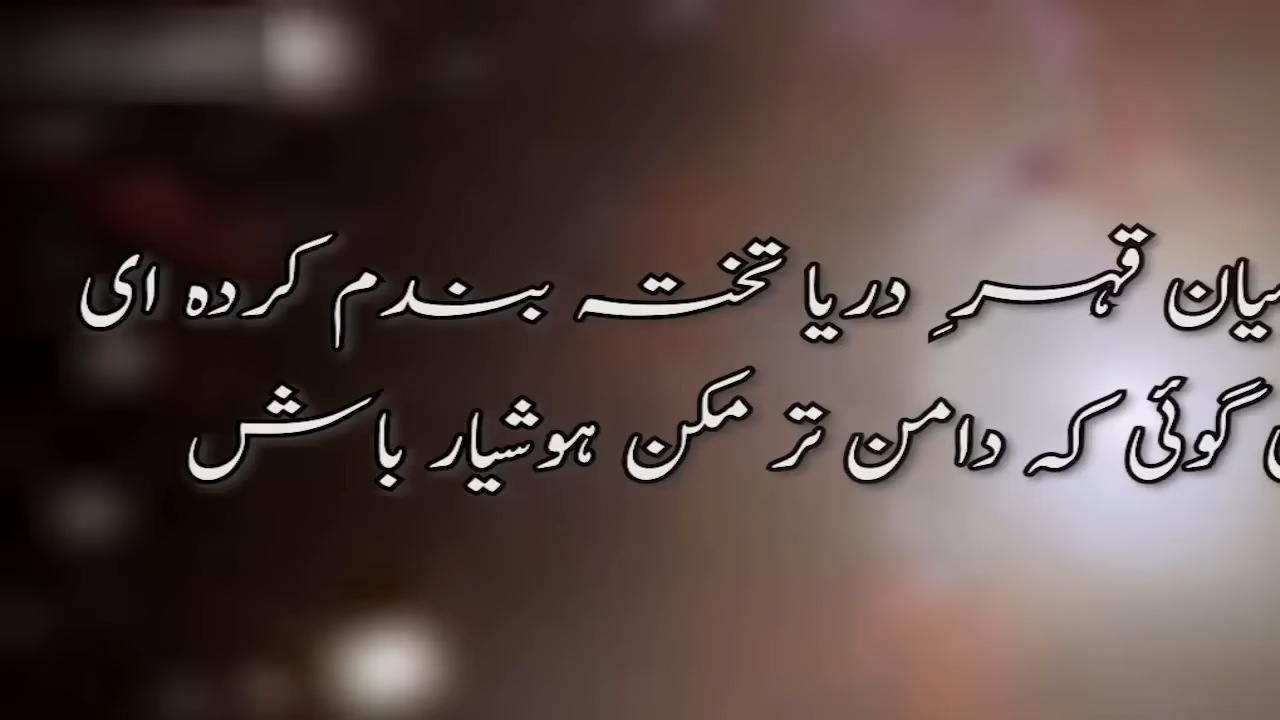 قہرِ دریا تختہ بندم کردہ ای
گوئی کہ دامن تر مکن ہوشیار باش